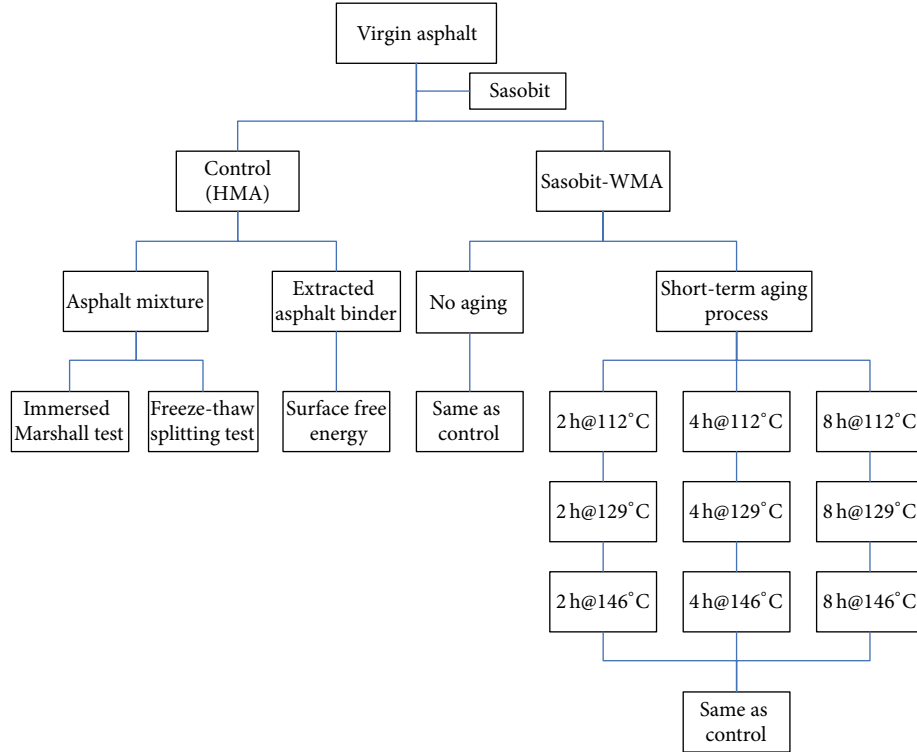 Virgin asphalt
Sasobit
Control
(HMA)
Sasobit-WMA
Asphalt mixture
Extracted
asphalt binder
No aging
Short-term aging
process
Immersed
Marshall test
Freeze-thaw
splitting test
Surface free
energy
Same as
control
2 h@112°C
4 h@112°C
8 h@112°C
2 h@129°C
4 h@129°C
8 h@129°C
2 h@146°C
4 h@146°C
8 h@146°C
Same as
control